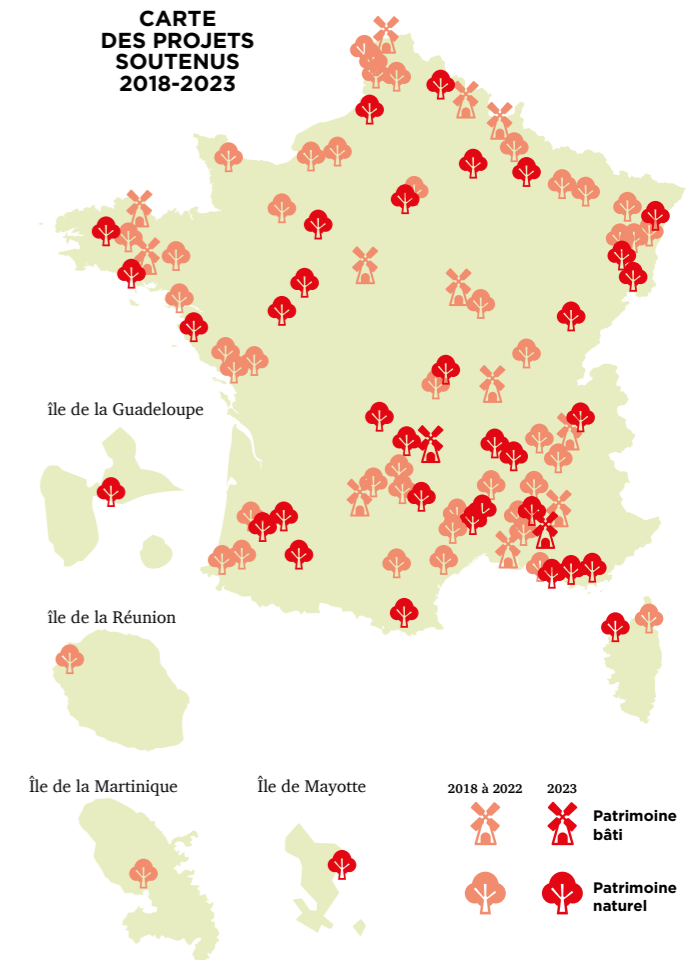 CARTE
DES PROJETS
SOUTENUS
2018-2023
île de la Guadeloupe
île de la Réunion
Île de la Martinique
Île de Mayotte
2018 à 2022
2023
Patrimoine
bâti
Patrimoine
naturel